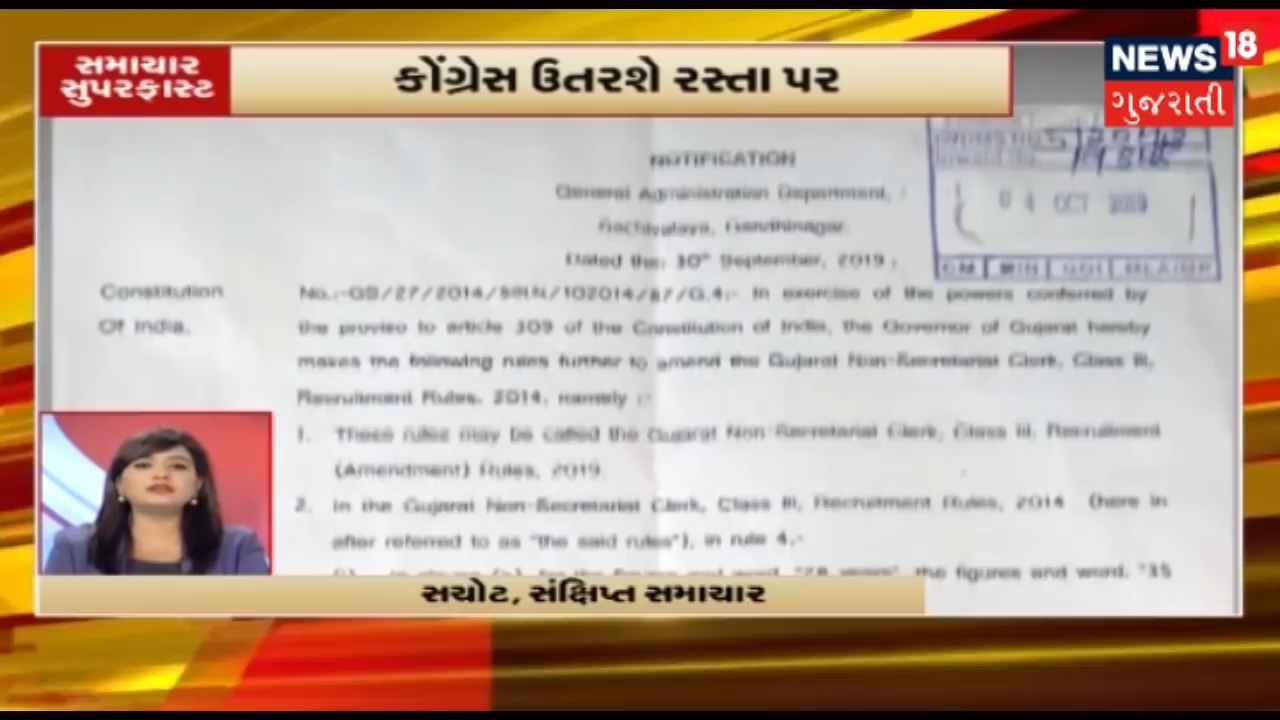 સમાચાર
સુપરફાસ્ટ
કોંગ્રેસ ઉતરશે રસ્તા પર
NEWS 18
ગુજરાતી
NOTIFICATION
General Administration Department,
Sachivalaya, Gandhinagar.
Dated the: 30th September, 2019.
04 OCT 2019
Constitution
Of India.
in exercise of the powers conferred by
the proviso to article 309 of the Constitution of India, the Governor of Gujarat hereby
makes the following rules further to amend the Gujarat Non-Secretariat Clerk, Class III,
Recruitment Rules, 2014, namely :-
1. These rules may be called the Gujarat Non-Secretariat Clerk, Class III, Recruitment
(Amendment) Rules, 2019.
2. In the Gujarat Non-Secretariat Clerk, Class III, Recruitment Rules, 2014 (here in
after referred to as "the said rules"), in rule 4,-
the figures and word, "35
સચોટ, સંક્ષિપ્ત સમાચાર